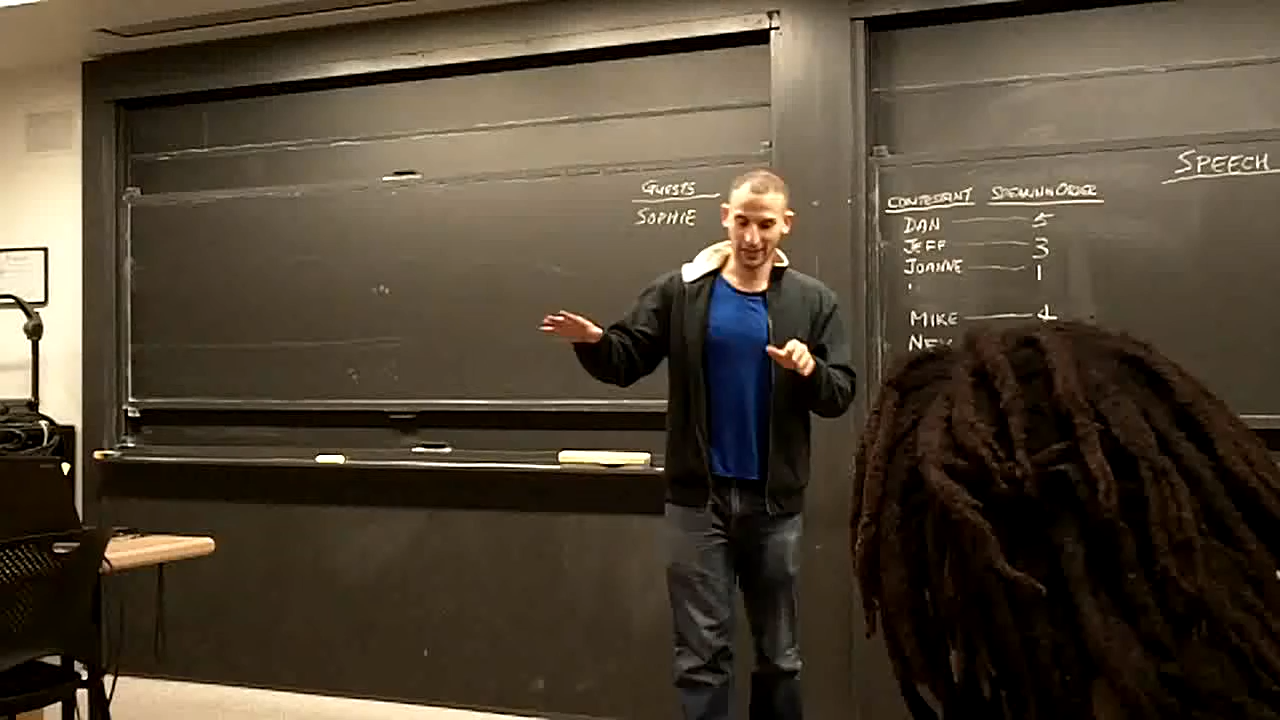 GUESTS
SOPHIE
SPEECH
CONTESTANT SPEAKING ORDER
DAN 5
JEFF 3
JOANNE 1
MIKE 4